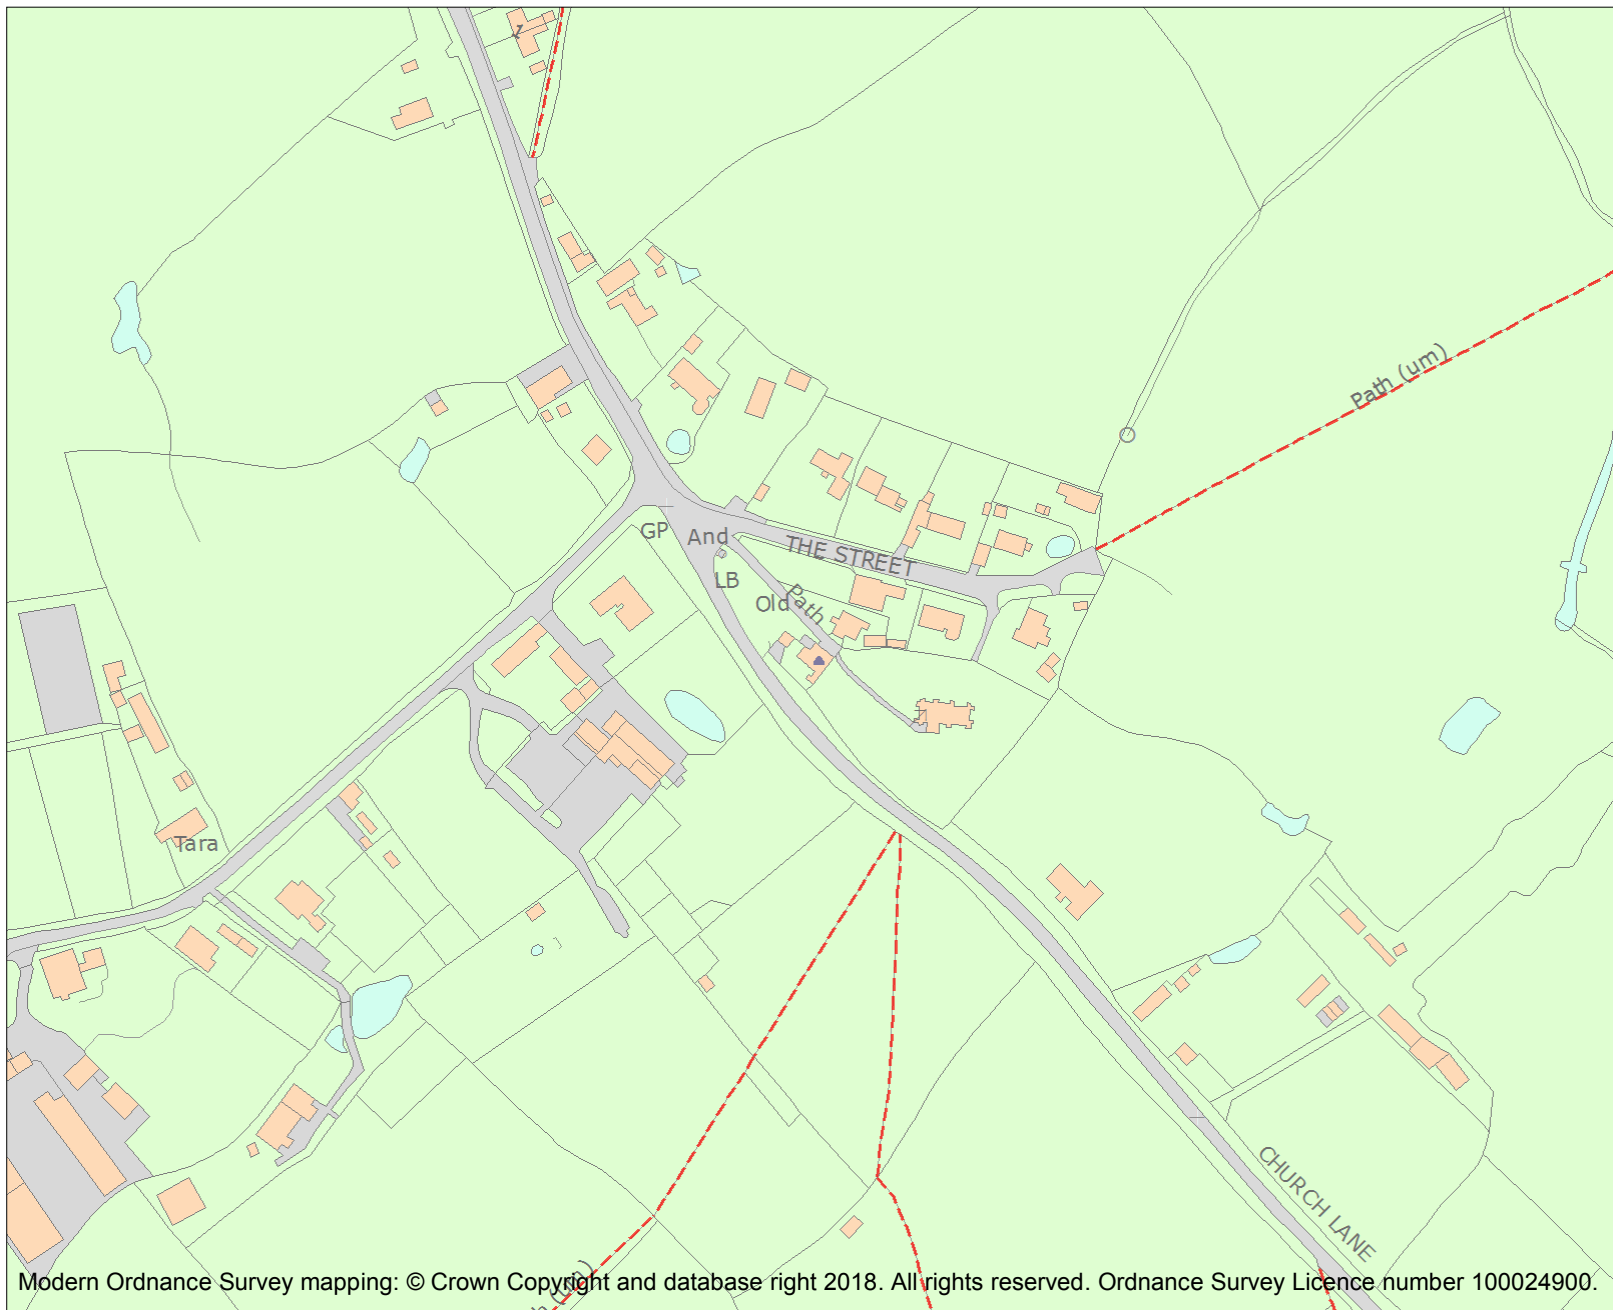 Path (um)
GP
And
THE STREET
LB
Old
Path
Tara
CHURCH LANE
(um)
Modern Ordnance Survey mapping: © Crown Copyright and database right 2018. All rights reserved. Ordnance Survey Licence number 100024900.